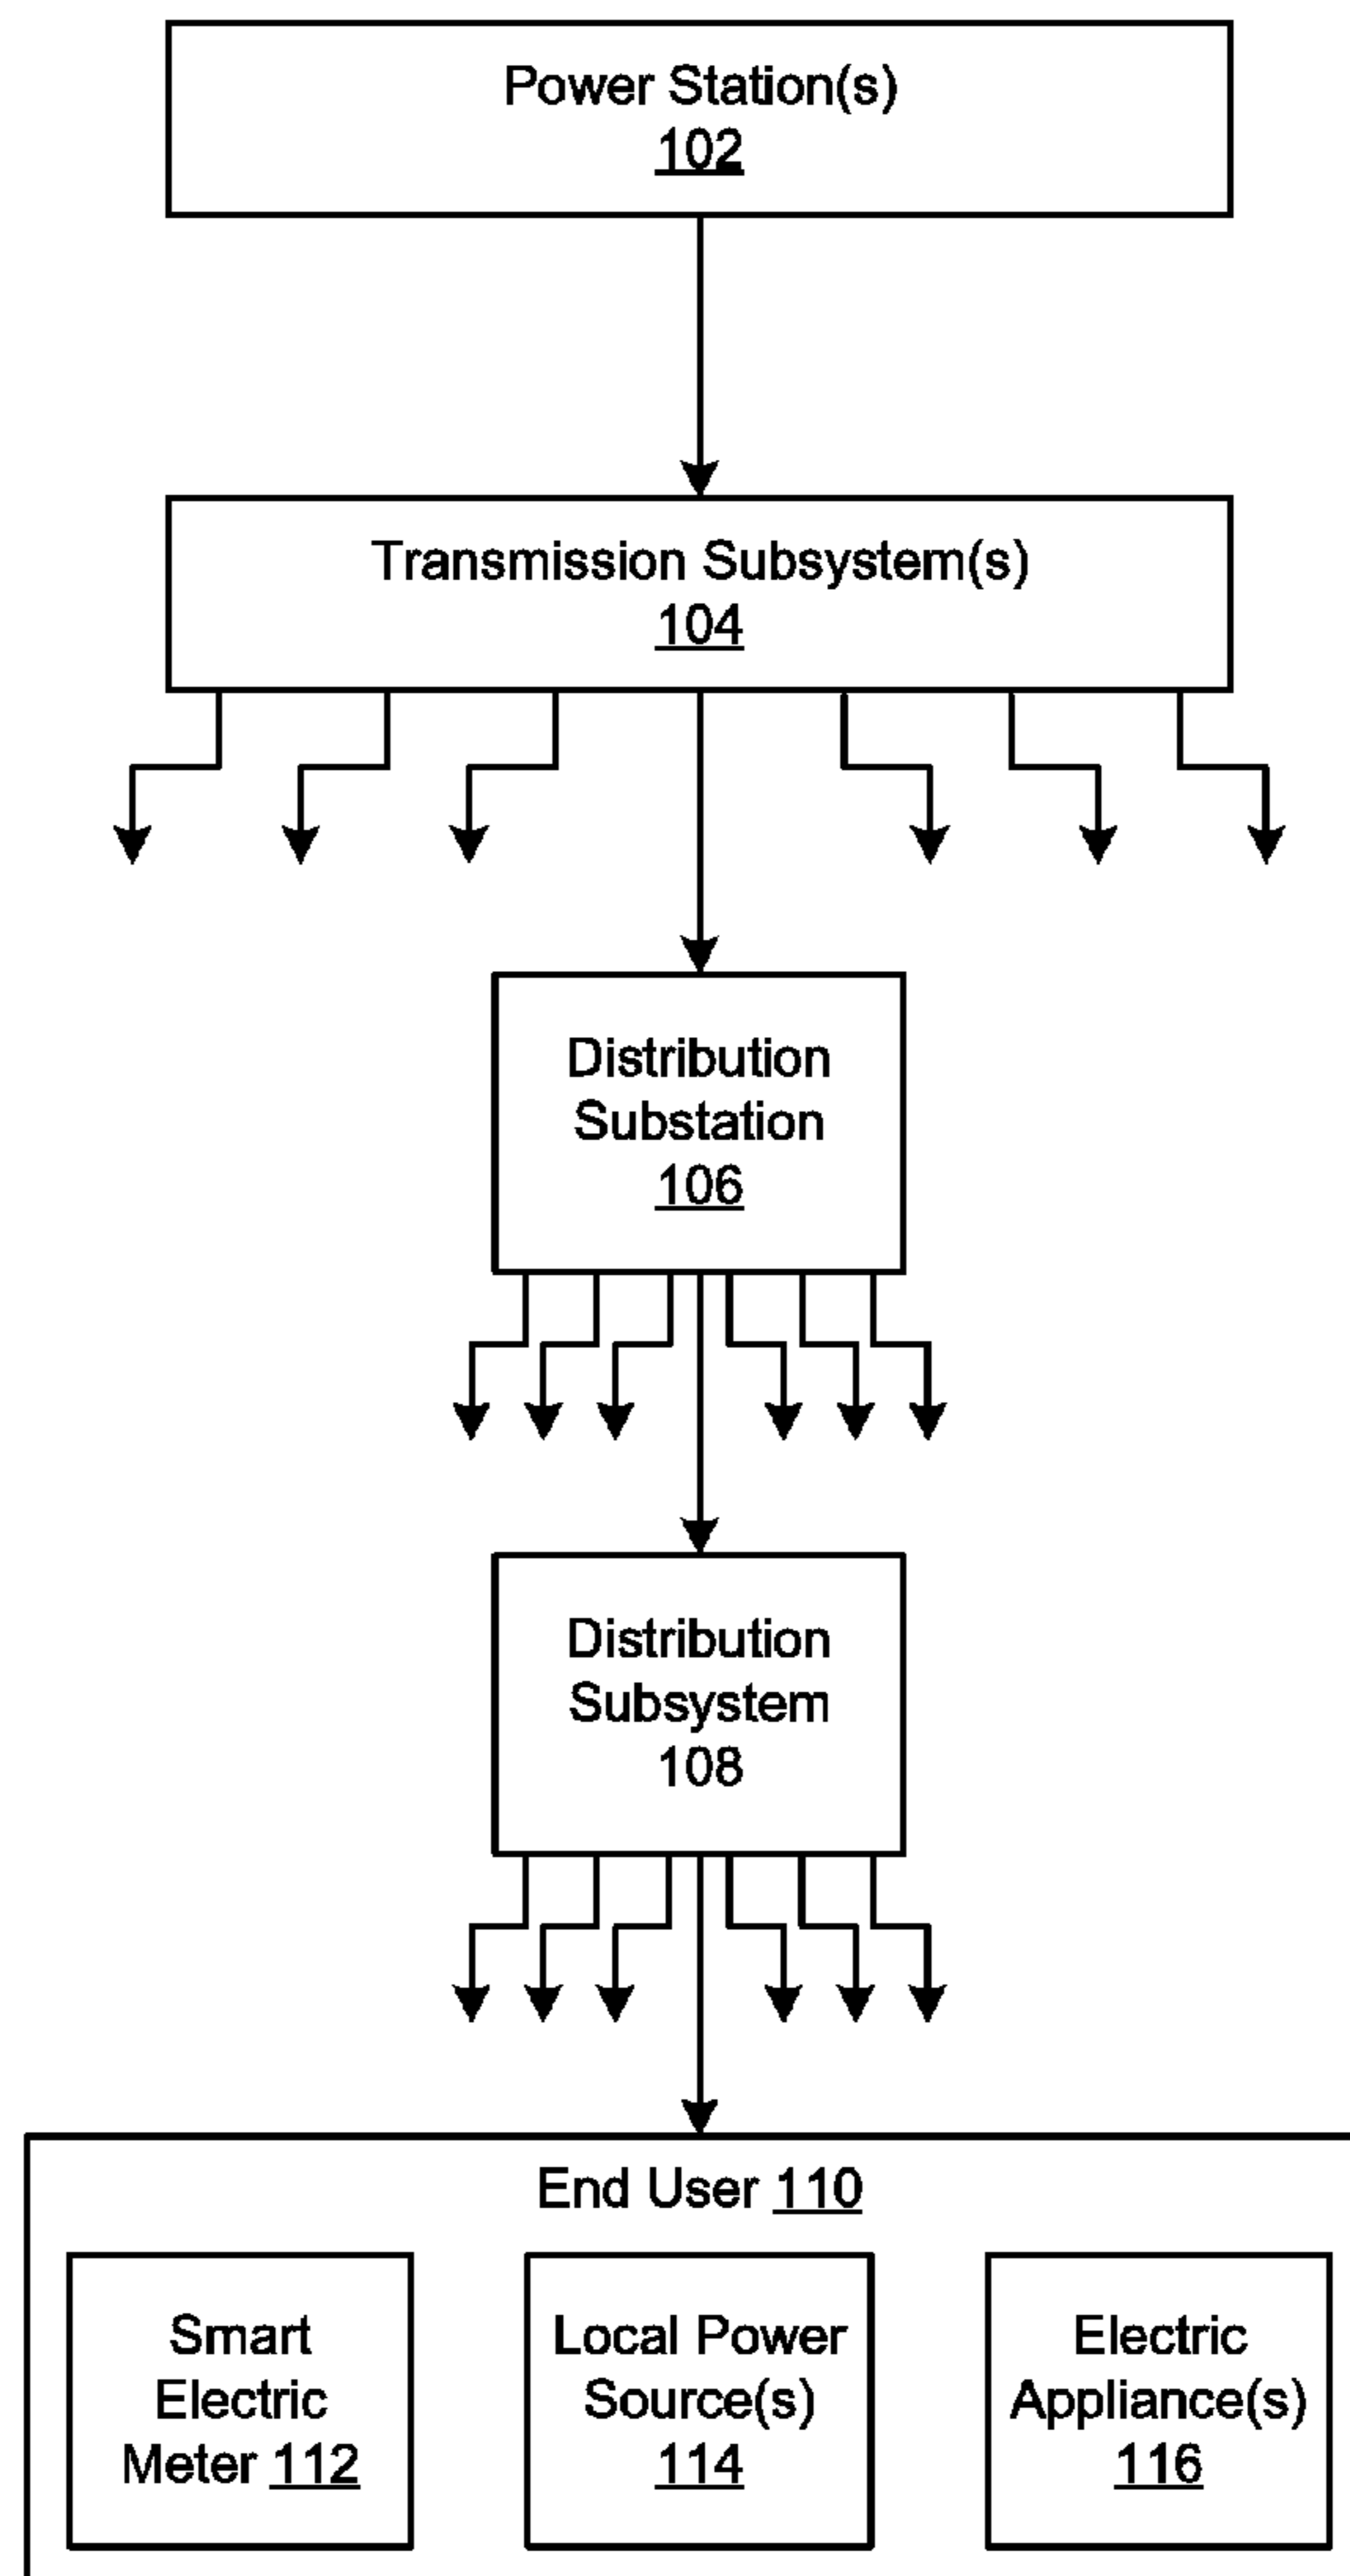 Power Station(s)
102
Transmission Subsystem(s)
104
Distribution
Substation
106
Distribution
Subsystem
108
End User 110
Smart
Electric
Meter 112
Local Power
Source(s)
114
Electric
Appliance(s)
116